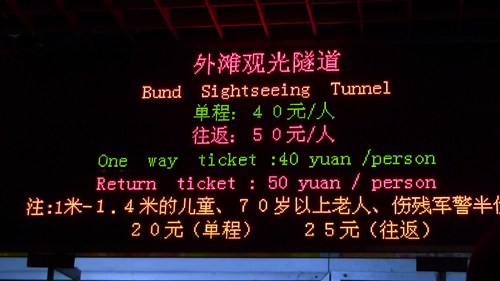 外滩观光隧道
Bund Sightseeing Tunnel
单程：４０元/人
往返：５０元/人
One way ticket :40 yuan /person
Return ticket : 50 yuan / person
注:1米-１.４米的儿童、７０岁以上老人、伤残军警半
２０元（单程） ２５元（往返）